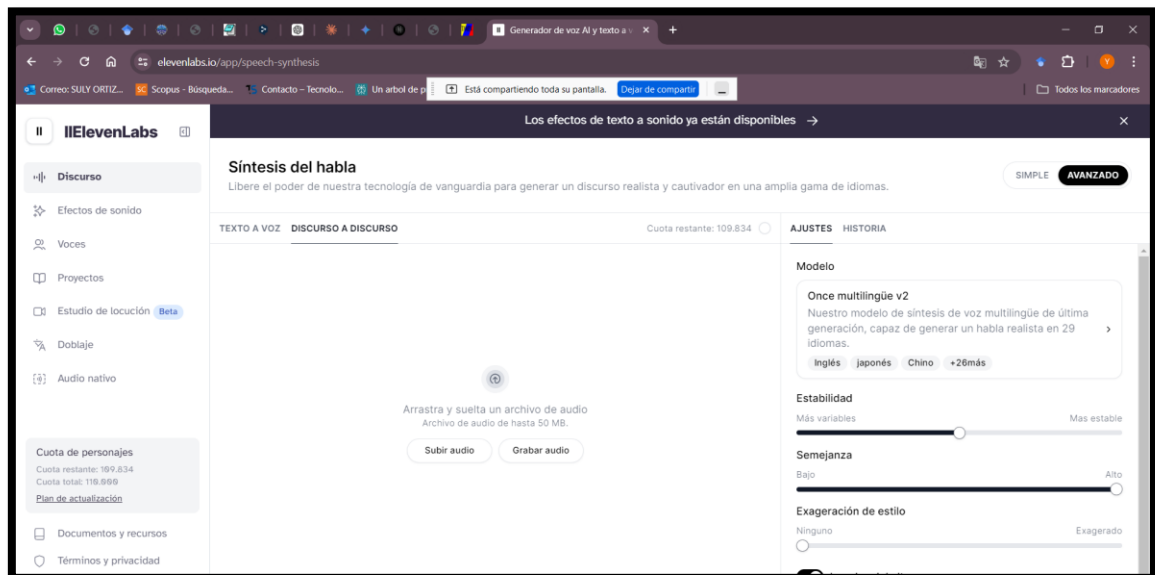 Generador de voz AI y texto a v
elevenlabs.io/app/speech-synthesis
Correo: SULY ORTIZ...
Scopus - Búsqueda...
Contacto – Tecnolo...
Un arbol de p
Está compartiendo toda su pantalla.
Dejar de compartir
Todos los marcadores
IIElevenLabs
Los efectos de texto a sonido ya están disponibles →
Discurso
Efectos de sonido
Voces
Proyectos
Estudio de locución Beta
Doblaje
Audio nativo
Cuota de personajes
Cuota restante: 109.834
Cuota total: 110.000
Plan de actualización
Documentos y recursos
Términos y privacidad
Síntesis del habla
Libere el poder de nuestra tecnología de vanguardia para generar un discurso realista y cautivador en una amplia gama de idiomas.
SIMPLE AVANZADO
TEXTO A VOZ DISCURSO A DISCURSO
Cuota restante: 109.834
Arrastra y suelta un archivo de audio
Archivo de audio de hasta 50 MB.
Subir audio Grabar audio
AJUSTES HISTORIA
Modelo
Once multilingüe v2
Nuestro modelo de síntesis de voz multilingüe de última
generación, capaz de generar un habla realista en 29
idiomas.
Inglés japonés Chino +26más
Estabilidad
Más variables Mas estable
Semejanza
Bajo Alto
Exageración de estilo
Ninguno Exagerado